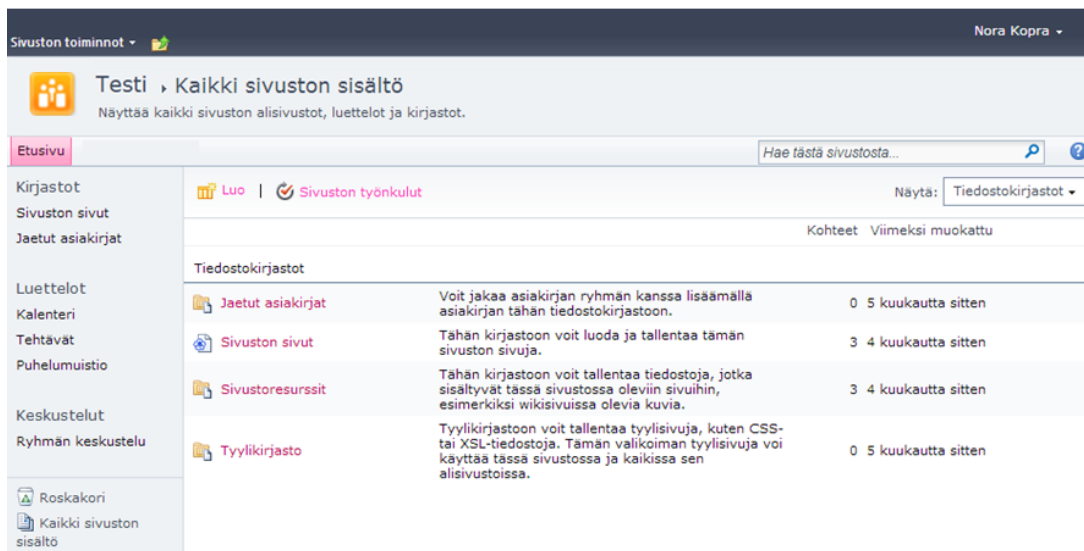 Nora Kopra
Sivuston toiminnot
Testi Kaikki sivuston sisältö
Näyttää kaikki sivuston alisivustot, luettelot ja kirjastot.
Etusivu
Hae tästä sivustosta...
Kirjastot
Sivuston sivut
Jaetut asiakirjat
Luettelot
Kalenteri
Tehtävät
Puhelumuistio
Keskustelut
Ryhmän keskustelu
Roskakori
Kaikki sivuston
sisältö
Luo | Sivuston työnkulut
Näytä: Tiedostokirjastot
Kohteet Viimeksi muokattu
Tiedostokirjastot
Jaetut asiakirjat
Voit jakaa asiakirjan ryhmän kanssa lisäämällä
asiakirjan tähän tiedostokirjastoon.
0 5 kuukautta sitten
Sivuston sivut
Tähän kirjastoon voit luoda ja tallentaa tämän
sivuston sivuja.
3 4 kuukautta sitten
Sivustoresurssit
Tähän kirjastoon voit tallentaa tiedostoja, jotka
sisältyvät tässä sivustossa oleviin sivuihin,
esimerkiksi wikisivuissa olevia kuvia.
3 4 kuukautta sitten
Tyylikirjasto
Tyylikirjastoon voit tallentaa tyylisivuja, kuten CSS-
tai XSL-tiedostoja. Tämän valikoiman tyylisivuja voi
käyttää tässä sivustossa ja kaikissa sen
alisivustoissa.
0 5 kuukautta sitten